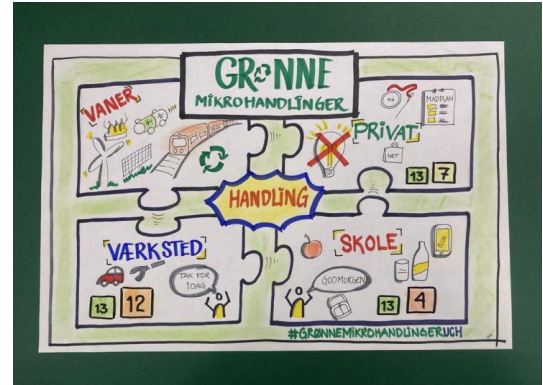 GRØNNE
MIKROHANDLINGER
VANER
PRIVAT
MADPLAN
13 7
HANDLING
VÆRKSTED
TAK FOR
IDAG
13 12
SKOLE
GODMORGEN
13 4
#GRØNNEMIKROHANDLINGERUCH